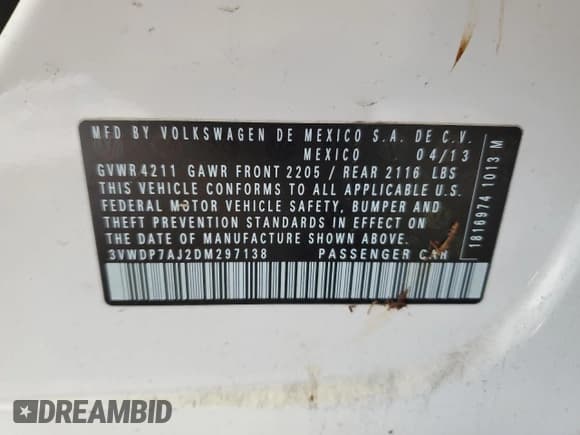 MFD BY VOLKSWAGEN DE MEXICO S.A. DE C.V.
MEXICO 04/13
GVWR 4211 GAWR FRONT 2205 / REAR 2116 LBS
THIS VEHICLE CONFORMS TO ALL APPLICABLE U.S.
FEDERAL MOTOR VEHICLE SAFETY, BUMPER AND
THEFT PREVENTION STANDARDS IN EFFECT ON
THE DATE OF MANUFACTURE SHOWN ABOVE.
3VWDP7AJ2DM297138 PASSENGER CAR
1816974 1013 M
DREAMBID